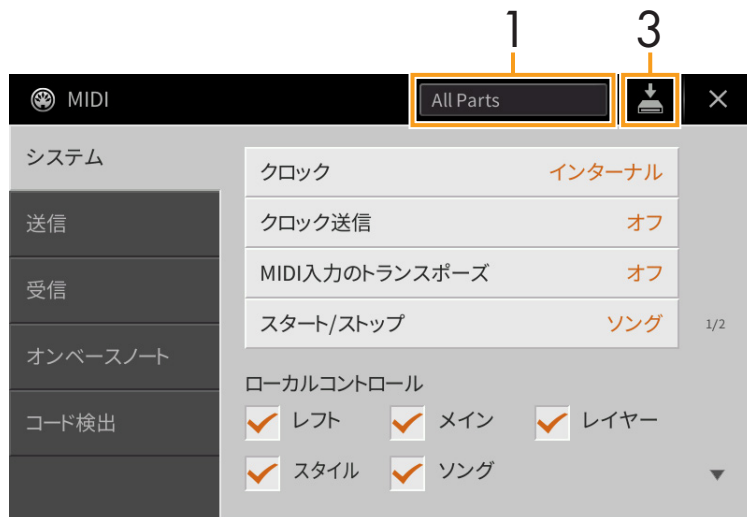 1
3
MIDI
All Parts
システム
送信
受信
オンベースノート
コード検出
クロック
インターナル
クロック送信
オフ
MIDI入力のトランスポーズ
オフ
スタート/ストップ
ソング
1/2
ローカルコントロール
レフト
メイン
レイヤー
スタイル
ソング